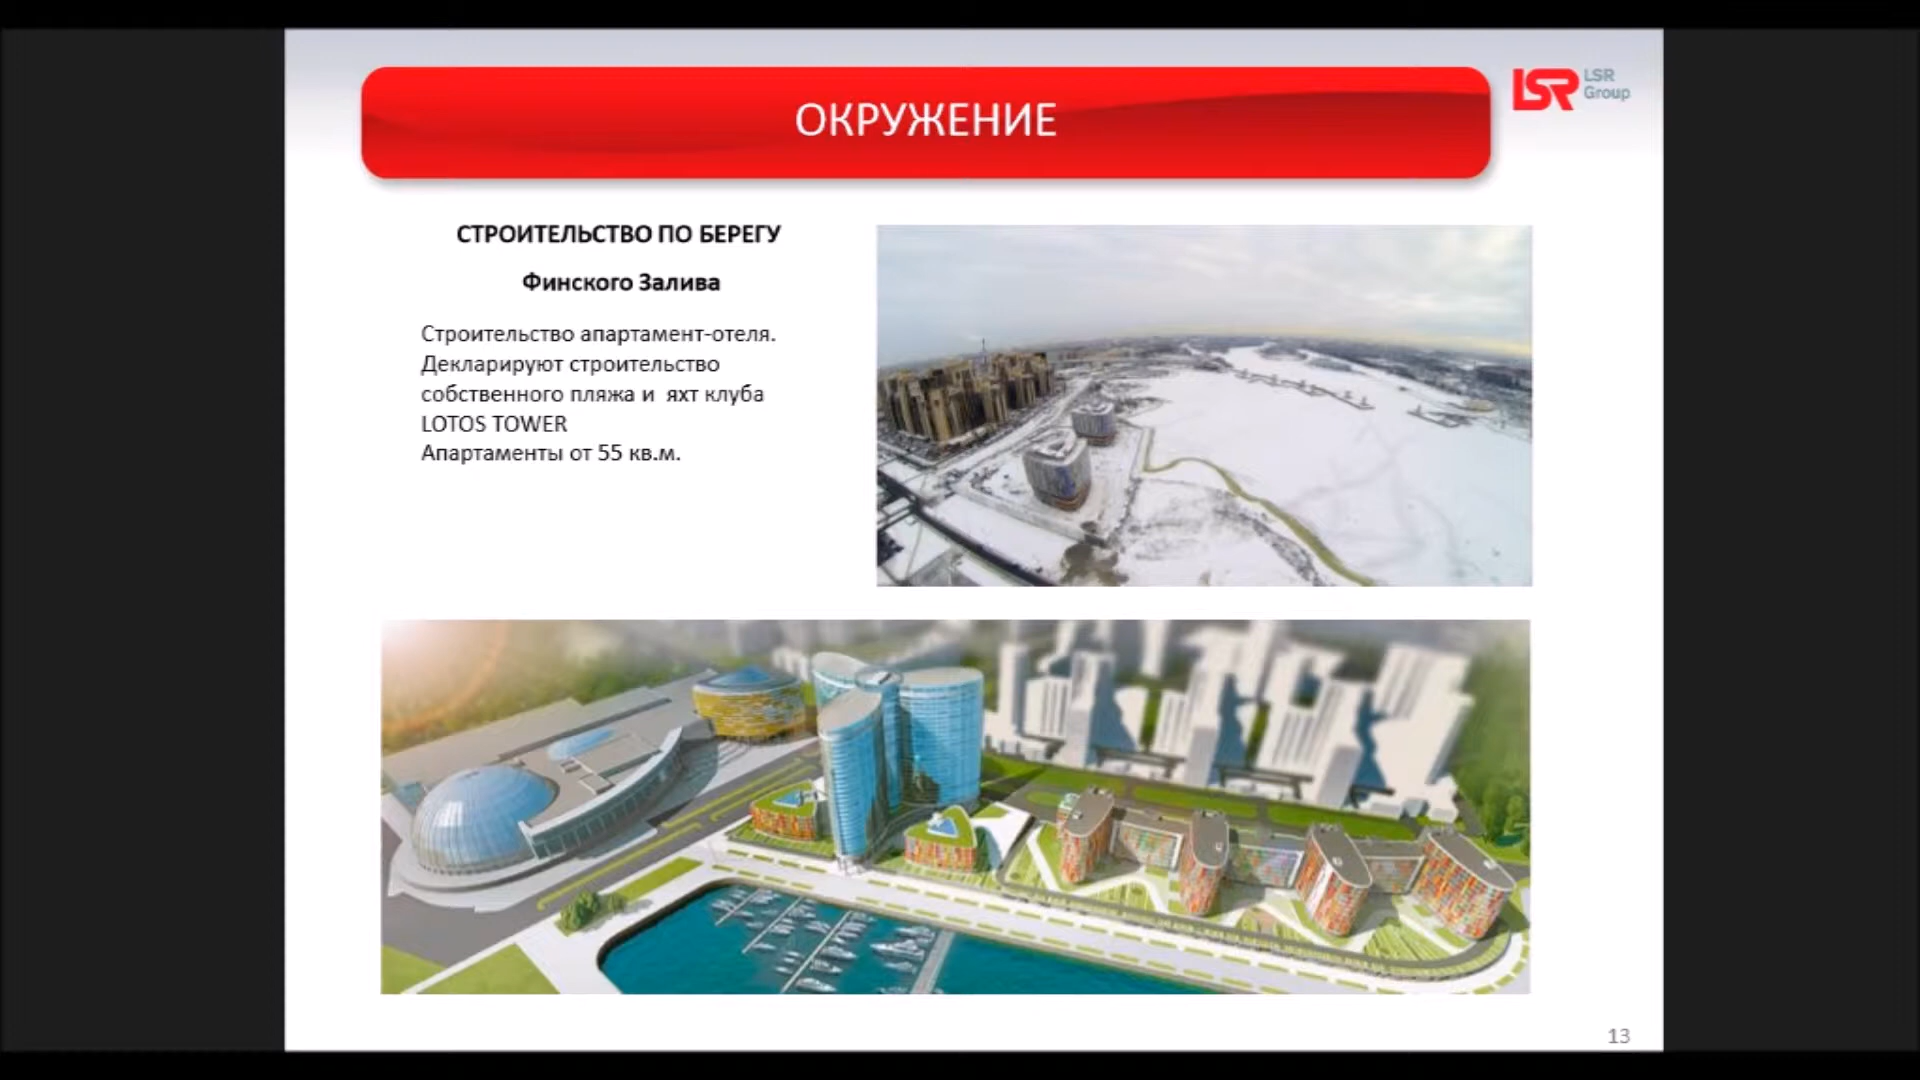 ОКРУЖЕНИЕ
LSR
LSR
Group
СТРОИТЕЛЬСТВО ПО БЕРЕГУ
Финского Залива
Строительство апартамент-отеля.
Декларируют строительство
собственного пляжа и яхт клуба
LOTOS TOWER
Апартаменты от 55 кв.м.
13